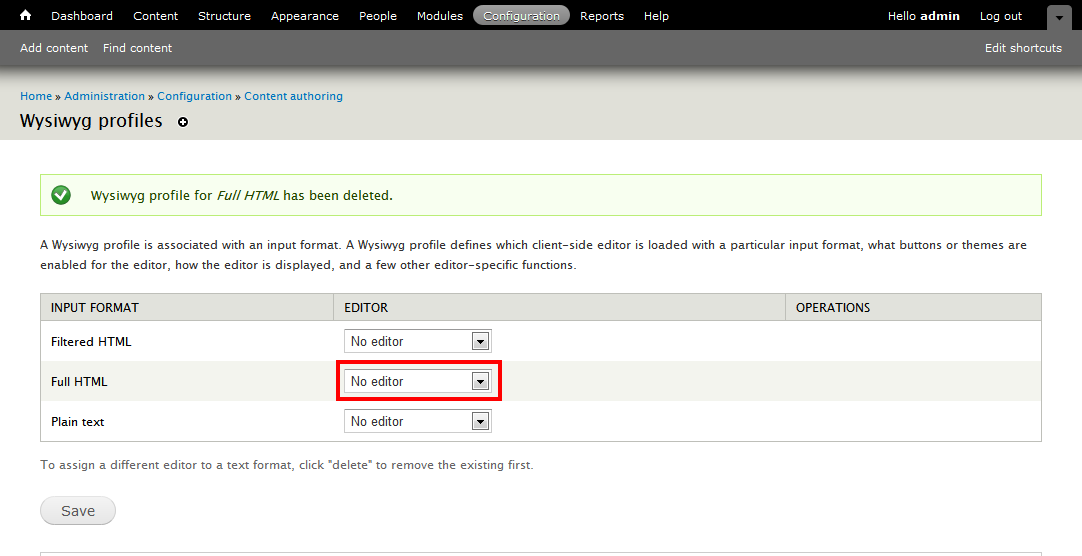 Dashboard Content Structure Appearance People Modules Configuration Reports Help Hello admin Log out
Add content Find content Edit shortcuts
Home » Administration » Configuration » Content authoring
Wysiwyg profiles
Wysiwyg profile for Full HTML has been deleted.
A Wysiwyg profile is associated with an input format. A Wysiwyg profile defines which client-side editor is loaded with a particular input format, what buttons or themes are
enabled for the editor, how the editor is displayed, and a few other editor-specific functions.
INPUT FORMAT EDITOR OPERATIONS
Filtered HTML No editor
Full HTML No editor
Plain text No editor
To assign a different editor to a text format, click "delete" to remove the existing first.
Save